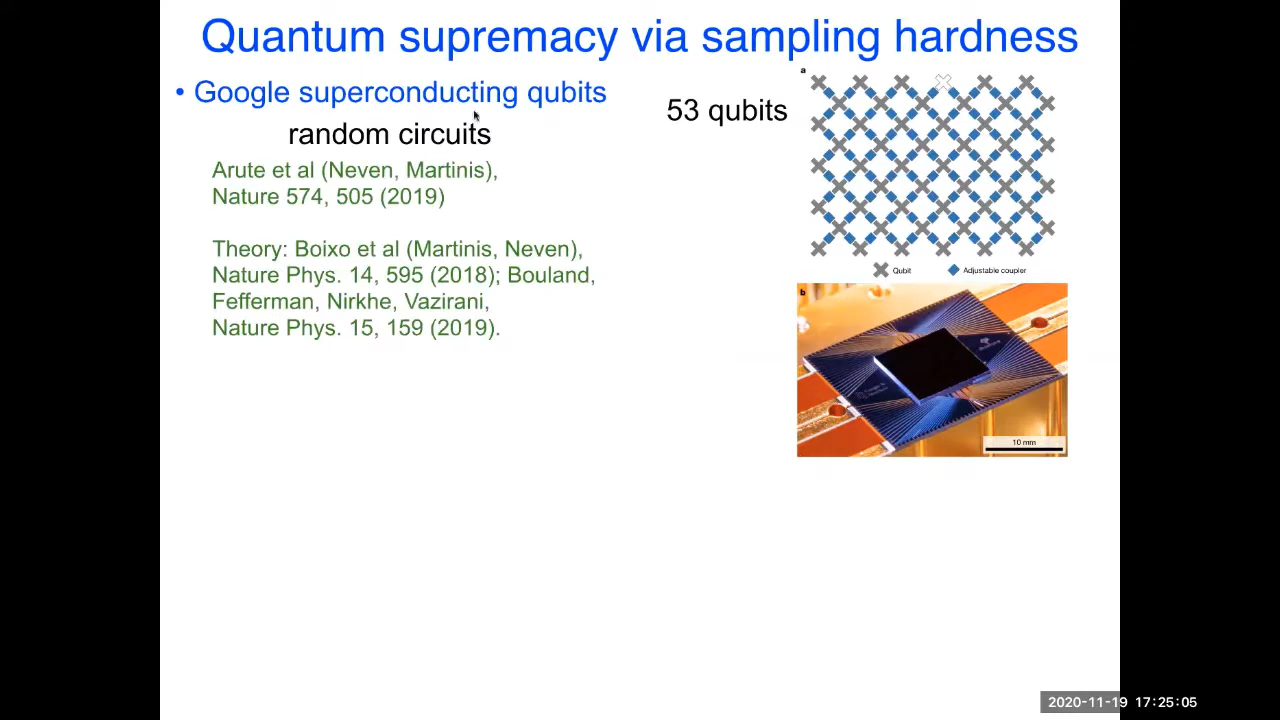 Quantum supremacy via sampling hardness
• Google superconducting qubits
random circuits
53 qubits
Arute et al (Neven, Martinis),
Nature 574, 505 (2019)
Theory: Boixo et al (Martinis, Neven),
Nature Phys. 14, 595 (2018); Bouland,
Fefferman, Nirkhe, Vazirani,
Nature Phys. 15, 159 (2019).
a
Qubit
Adjustable coupler
b
10 mm
2020-11-19 17:25:05